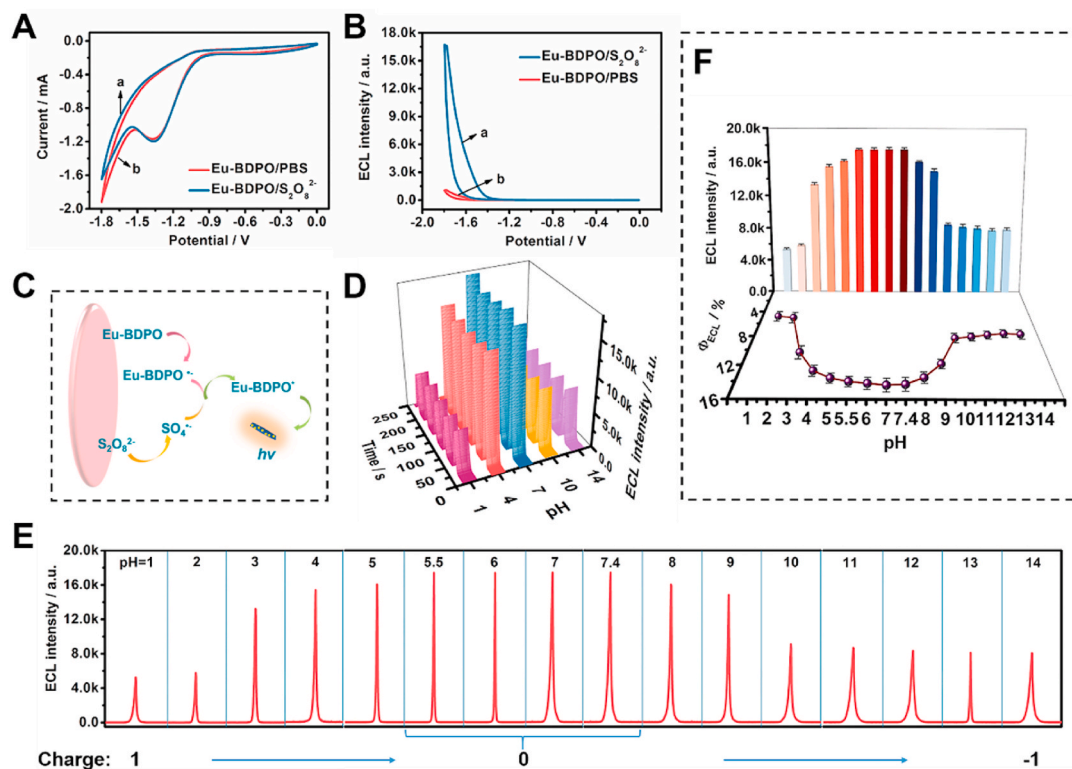 A
0.0
-0.4
-0.8
-1.2
-1.6
-2.0
Current / mA
a
b
Eu-BDPO/PBS
Eu-BDPO/S₂O₈²⁻
-1.8 -1.5 -1.2 -0.9 -0.6 -0.3 0.0
Potential / V
B
18.0k
15.0k
12.0k
9.0k
6.0k
3.0k
0.0
ECL intensity / a.u.
Eu-BDPO/S₂O₈²⁻
Eu-BDPO/PBS
a
b
-2.0 -1.6 -1.2 -0.8 -0.4 0.0
Potential / V
C
Eu-BDPO
Eu-BDPO•⁻
Eu-BDPO*
SO₄•⁻
S₂O₈²⁻
hv
D
250
200
150
100
50
0
Time / s
1 4 7 10 14
pH
15.0k
10.0k
5.0k
0.0
ECL intensity / a.u.
F
20.0k
16.0k
12.0k
8.0k
4.0k
0.0
ECL intensity / a.u.
4
8
12
16
Φ_ECL / %
1 2 3 4 5 5.5 6 7 7.4 8 9 10 11 12 13 14
pH
E
20.0k
16.0k
12.0k
8.0k
4.0k
0.0
ECL intensity / a.u.
pH=1 2 3 4 5 5.5 6 7 7.4 8 9 10 11 12 13 14
Charge: 1 0 -1